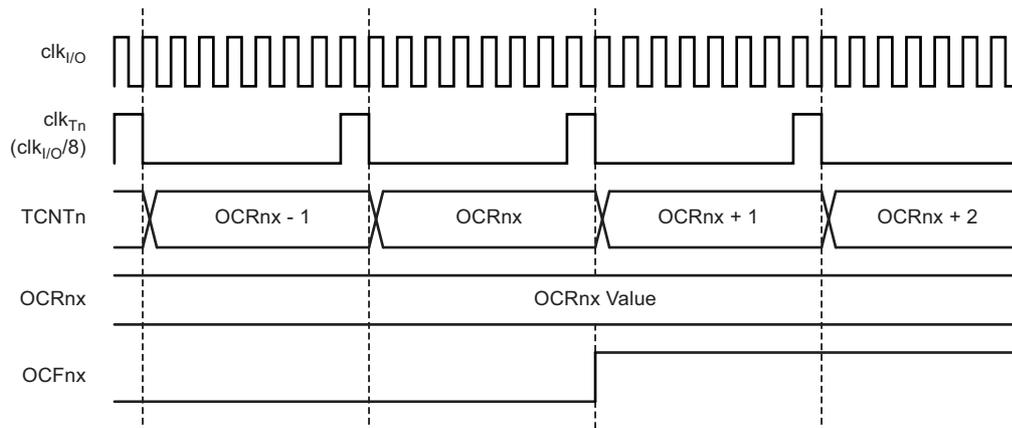 clkI/O
clkTn
(clkI/O/8)
TCNTn
OCRnx - 1
OCRnx
OCRnx + 1
OCRnx + 2
OCRnx
OCRnx Value
OCFnx